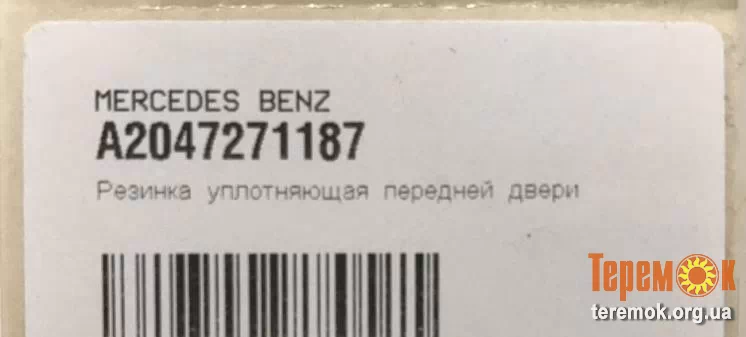 MERCEDES BENZ
A2047271187
Резинка уплотняющая передней двери
Теремок
teremok.org.ua